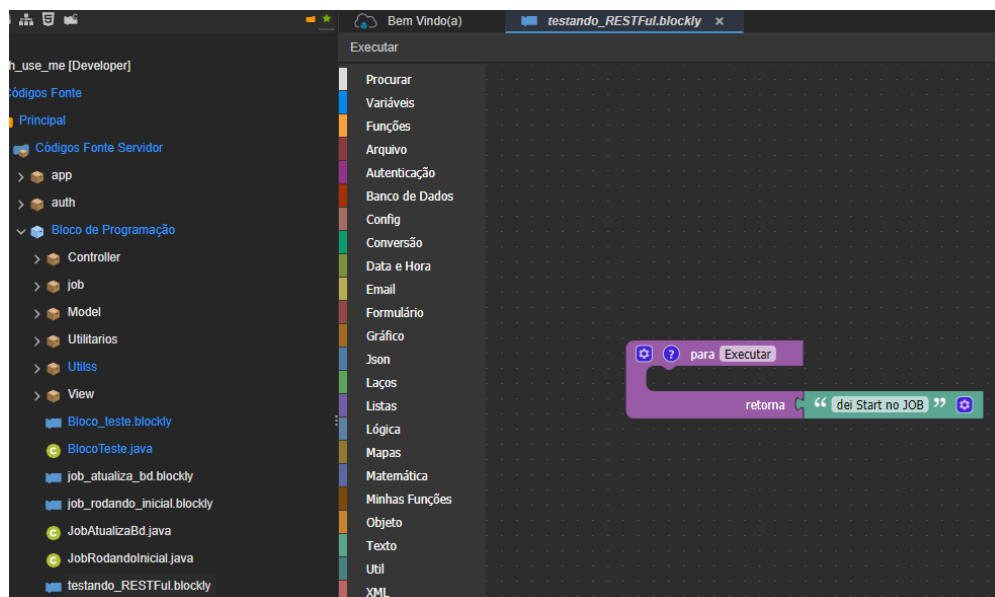 Bem Vindo(a)
testando_RESTFul.blockly ×
Executar
h_use_me [Developer]
ódigos Fonte
Principal
Códigos Fonte Servidor
app
auth
Bloco de Programação
Controller
job
Model
Utilitarios
Utilss
View
Bloco_teste.blockly
BlocoTeste.java
job_atualiza_bd.blockly
job_rodando_inicial.blockly
JobAtualizaBd.java
JobRodandoInicial.java
testando_RESTFul.blockly
Procurar
Variáveis
Funções
Arquivo
Autenticação
Banco de Dados
Config
Conversão
Data e Hora
Email
Formulário
Gráfico
Json
Laços
Listas
Lógica
Mapas
Matemática
Minhas Funções
Objeto
Texto
Util
XML
? para Executar
retorna “ dei Start no JOB ”